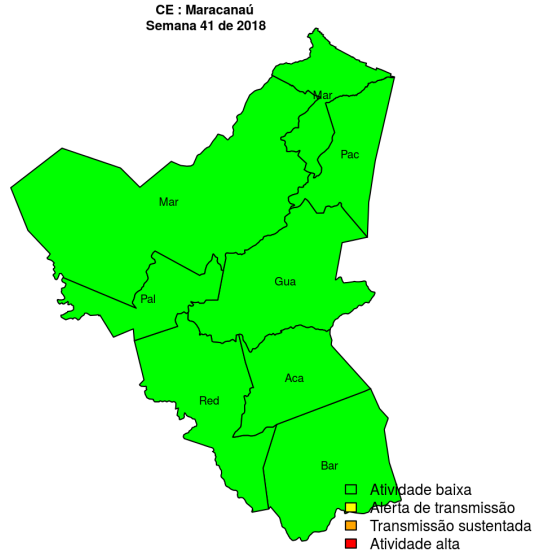 CE : Maracanaú
Semana 41 de 2018
Mar
Pac
Mar
Gua
Pal
Aca
Red
Bar
Atividade baixa
Alerta de transmissão
Transmissão sustentada
Atividade alta